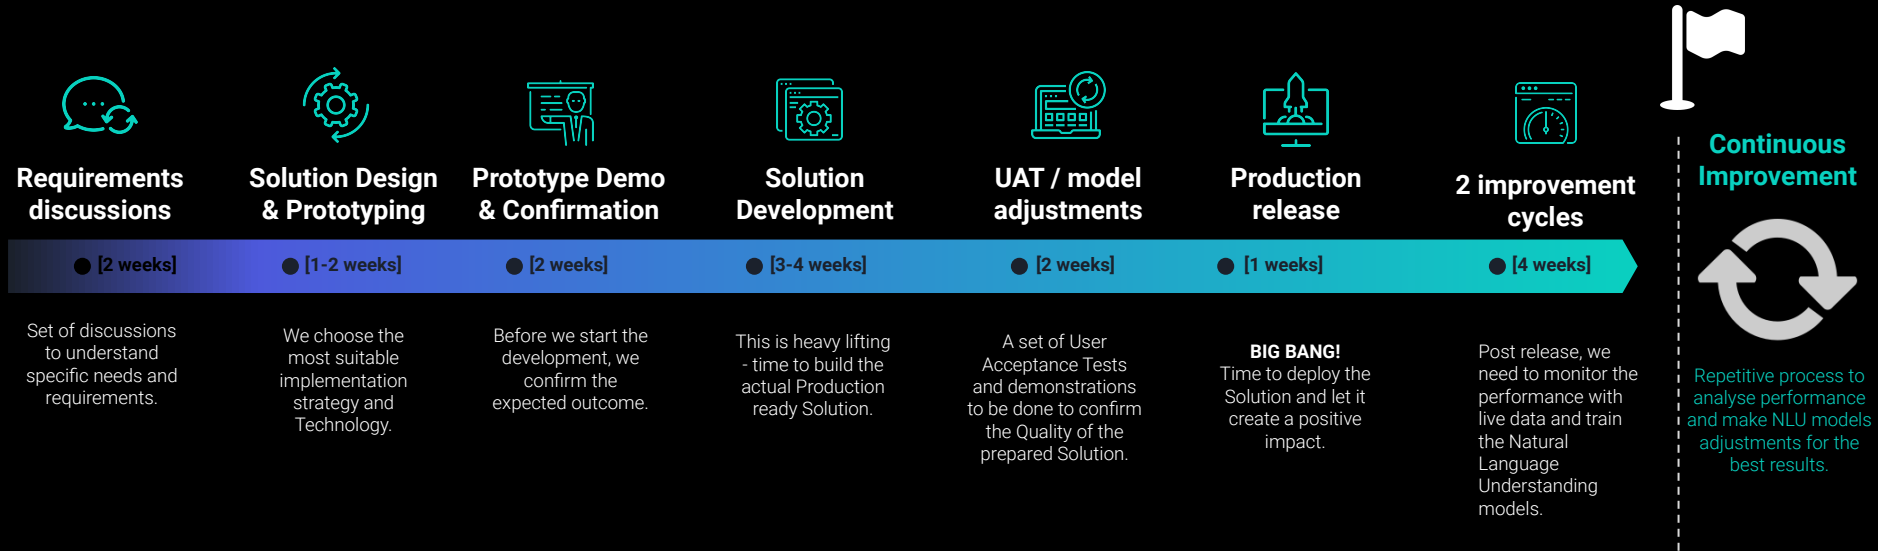 Requirements
discussions
[2 weeks]
Set of discussions
to understand
specific needs and
requirements.
Solution Design
& Prototyping
[1-2 weeks]
We choose the
most suitable
implementation
strategy and
Technology.
Prototype Demo
& Confirmation
[2 weeks]
Before we start the
development, we
confirm the
expected outcome.
Solution
Development
[3-4 weeks]
This is heavy lifting
- time to build the
actual Production
ready Solution.
UAT / model
adjustments
[2 weeks]
A set of User
Acceptance Tests
and demonstrations
to be done to confirm
the Quality of the
prepared Solution.
Production
release
[1 weeks]
BIG BANG!
Time to deploy the
Solution and let it
create a positive
impact.
2 improvement
cycles
[4 weeks]
Post release, we
need to monitor the
performance with
live data and train
the Natural
Language
Understanding
models.
Continuous
Improvement
Repetitive process to
analyse performance
and make NLU models
adjustments for the
best results.